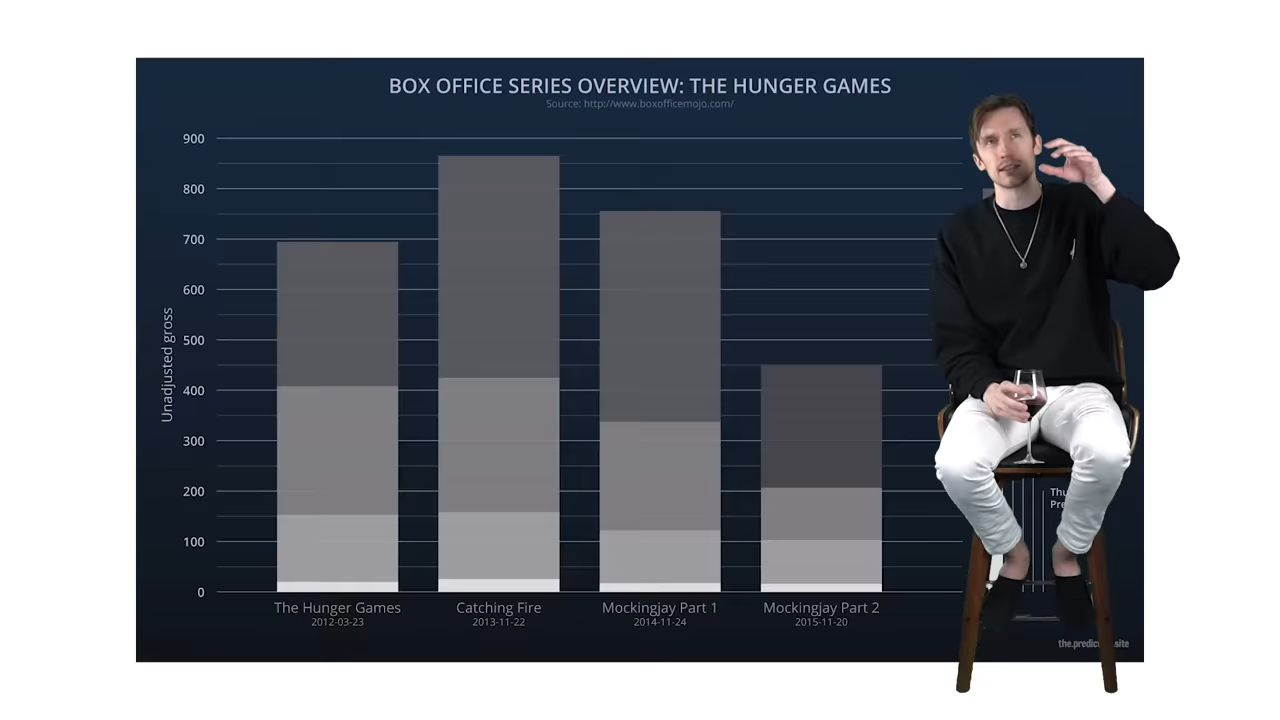 BOX OFFICE SERIES OVERVIEW: THE HUNGER GAMES
Source: http://www.boxofficemojo.com/
900
800
700
600
500
400
300
200
100
0
Unadjusted gross
The Hunger Games
2012-03-23
Catching Fire
2013-11-22
Mockingjay Part 1
2014-11-24
Mockingjay Part 2
2015-11-20